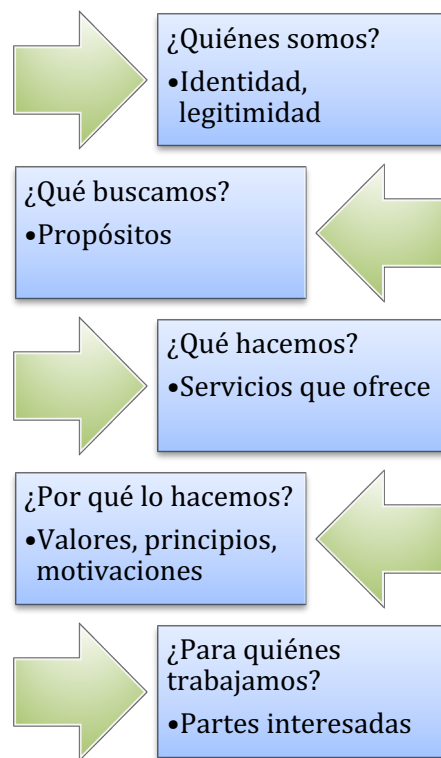 ¿Quiénes somos?
•Identidad,
legitimidad
¿Qué buscamos?
•Propósitos
¿Qué hacemos?
•Servicios que ofrece
¿Por qué lo hacemos?
•Valores, principios,
motivaciones
¿Para quiénes
trabajamos?
•Partes interesadas